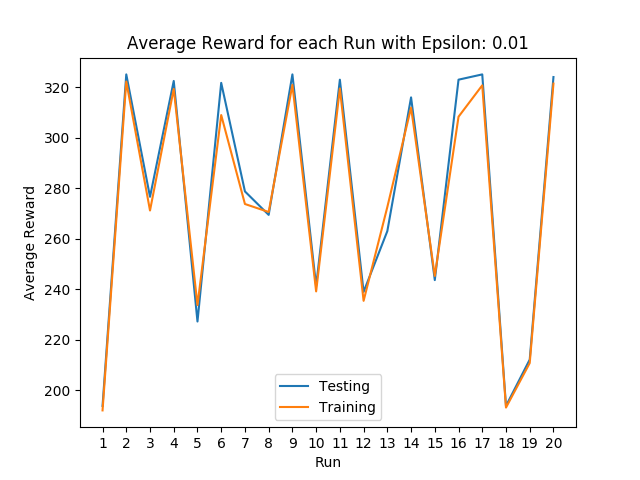 Average Reward for each Run with Epsilon: 0.01
Average Reward
320
300
280
260
240
220
200
Testing
Training
1 2 3 4 5 6 7 8 9 10 11 12 13 14 15 16 17 18 19 20
Run